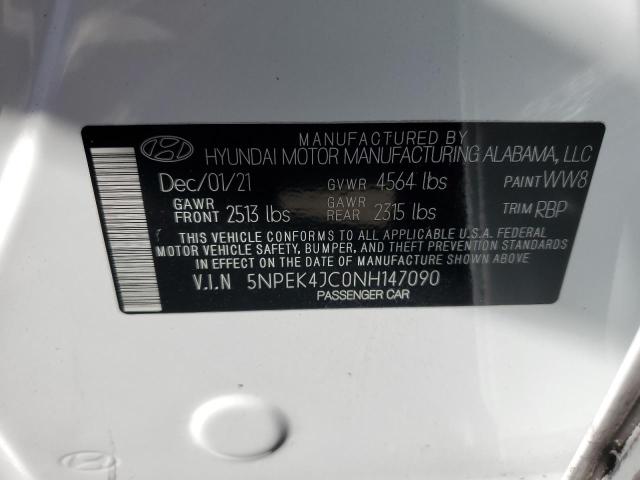 MANUFACTURED BY
HYUNDAI MOTOR MANUFACTURING ALABAMA, LLC
Dec/01/21 GVWR 4564 lbs PAINT WW8
GAWR FRONT 2513 lbs GAWR REAR 2315 lbs TRIM RBP
THIS VEHICLE CONFORMS TO ALL APPLICABLE U.S.A FEDERAL
MOTOR VEHICLE SAFETY, BUMPER, AND THEFT PREVENTION STANDARDS
IN EFFECT ON THE DATE OF MANUFACTURE SHOWN ABOVE
V.I.N 5NPEK4JC0NH147090
PASSENGER CAR